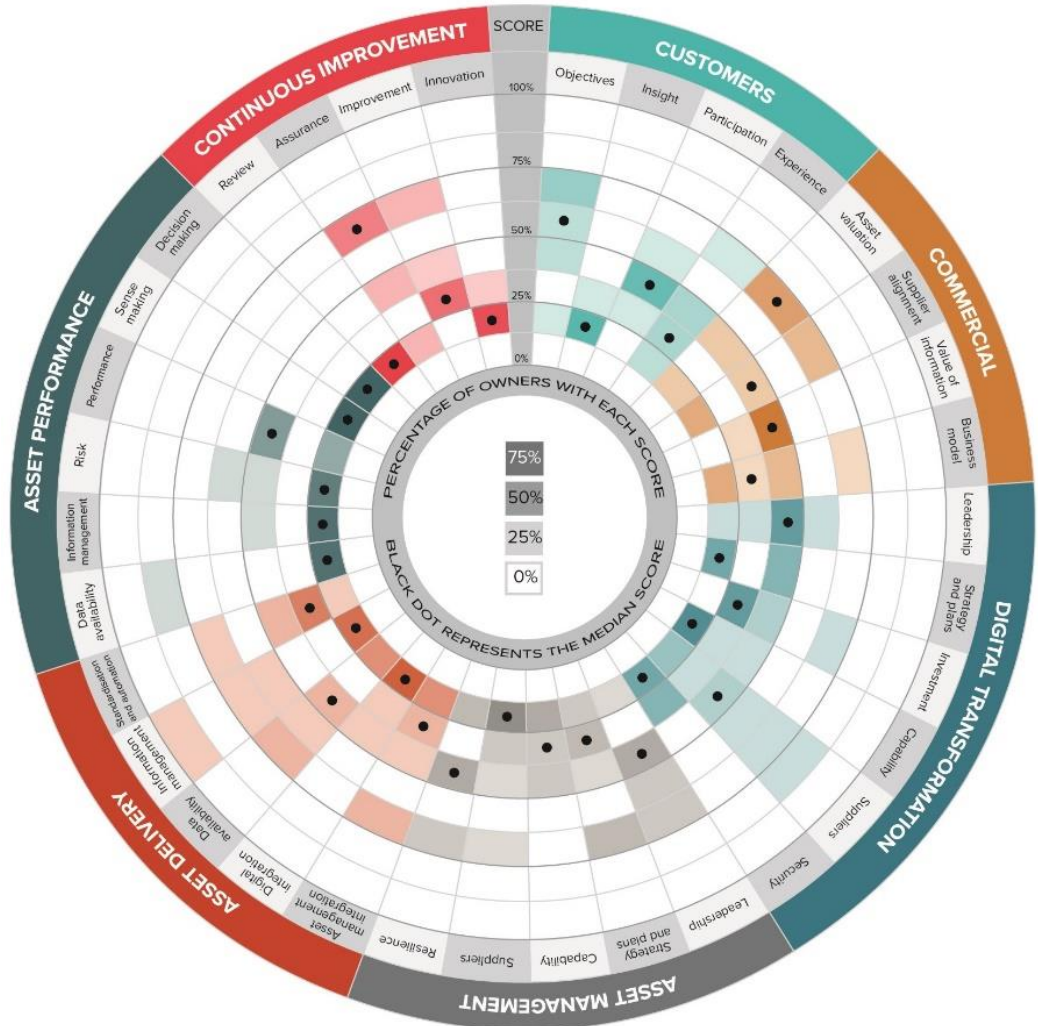 SCORE
100%
75%
50%
25%
0%
CUSTOMERS
Objectives
Insight
Participation
Experience
COMMERCIAL
Asset
valuation
Supplier
alignment
Value of
information
Business
model
DIGITAL TRANSFORMATION
Leadership
Strategy
and plans
Investment
Capability
Suppliers
Security
ASSET MANAGEMENT
Leadership
Strategy
and plans
Capability
Suppliers
Resilience
ASSET DELIVERY
Asset
management
integration
Digital
integration
Data
availability
Information
management
Standardisation
and automation
ASSET PERFORMANCE
Data
availability
Information
management
Risk
Performance
Sense
making
Decision
making
CONTINUOUS IMPROVEMENT
Review
Assurance
Improvement
Innovation
PERCENTAGE OF OWNERS WITH EACH SCORE
75%
50%
25%
0%
BLACK DOT REPRESENTS THE MEDIAN SCORE